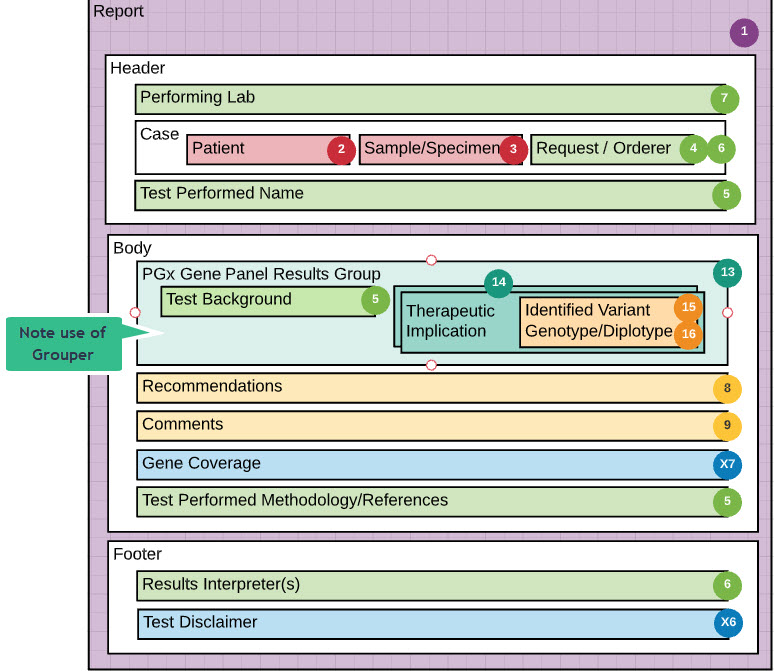 Report
1
Header
Performing Lab 7
Case
Patient 2 Sample/Specimen 3 Request / Orderer 4 6
Test Performed Name 5
Body
PGx Gene Panel Results Group 13
Test Background 5
14
Therapeutic
Implication
Identified Variant 15
Genotype/Diplotype 16
Note use of
Grouper
Recommendations 8
Comments 9
Gene Coverage X7
Test Performed Methodology/References 5
Footer
Results Interpreter(s) 6
Test Disclaimer X6